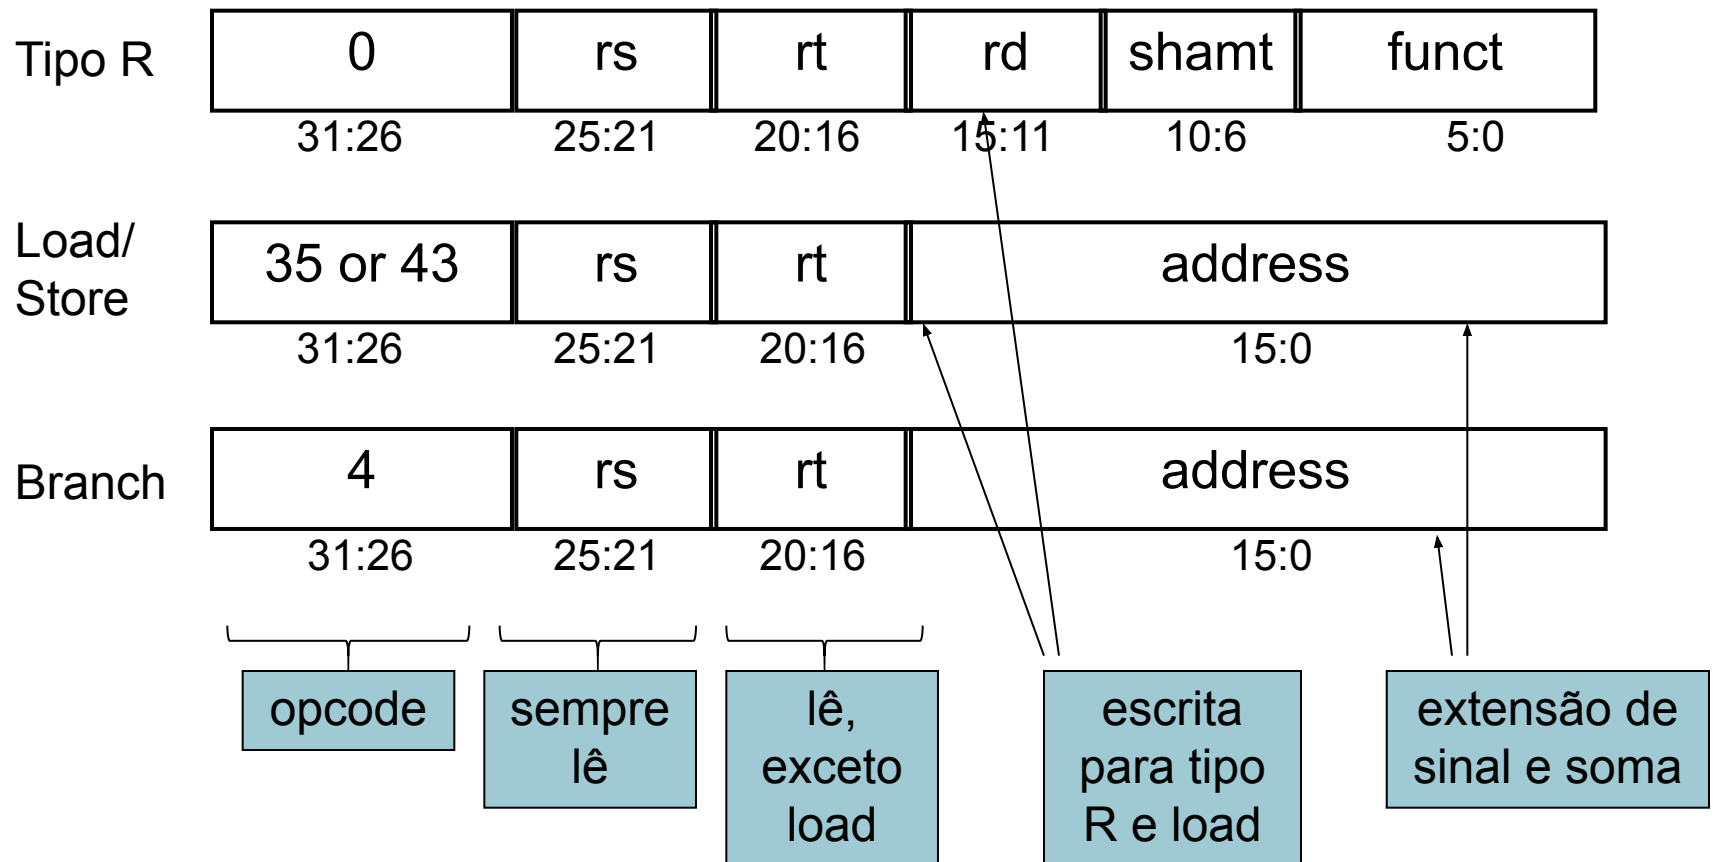 Tipo R 0 rs rt rd shamt funct
31:26 25:21 20:16 15:11 10:6 5:0
Load/
Store
35 or 43 rs rt address
31:26 25:21 20:16 15:0
Branch 4 rs rt address
31:26 25:21 20:16 15:0
opcode
sempre
lê
lê,
exceto
load
escrita
para tipo
R e load
extensão de
sinal e soma